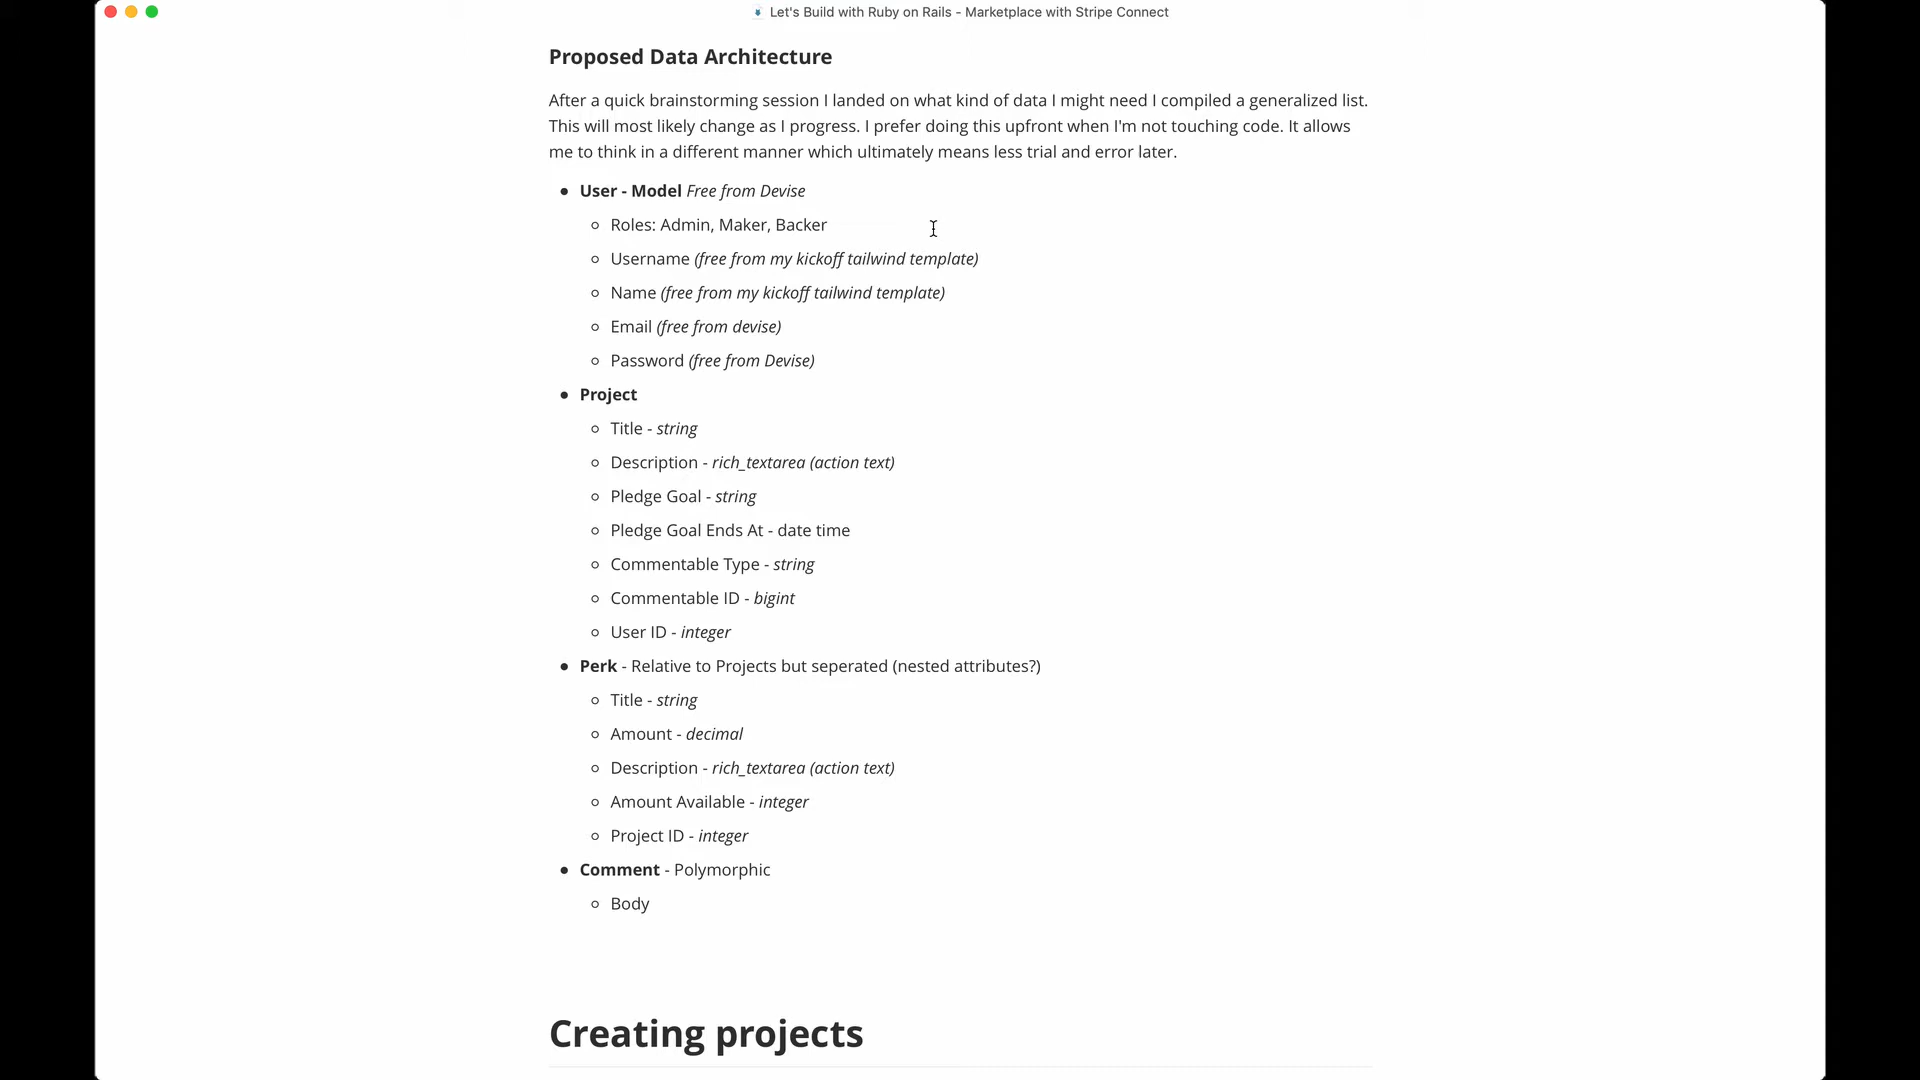 Let's Build with Ruby on Rails - Marketplace with Stripe Connect
Proposed Data Architecture
After a quick brainstorming session I landed on what kind of data I might need I compiled a generalized list.
This will most likely change as I progress. I prefer doing this upfront when I'm not touching code. It allows
me to think in a different manner which ultimately means less trial and error later.
User - Model Free from Devise
Roles: Admin, Maker, Backer
Username (free from my kickoff tailwind template)
Name (free from my kickoff tailwind template)
Email (free from devise)
Password (free from Devise)
Project
Title - string
Description - rich_textarea (action text)
Pledge Goal - string
Pledge Goal Ends At - date time
Commentable Type - string
Commentable ID - bigint
User ID - integer
Perk - Relative to Projects but seperated (nested attributes?)
Title - string
Amount - decimal
Description - rich_textarea (action text)
Amount Available - integer
Project ID - integer
Comment - Polymorphic
Body
Creating projects